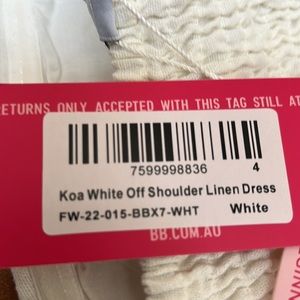 RETURNS ONLY ACCEPTED WITH THIS TAG STILL AT
7599998836 4
Koa White Off Shoulder Linen Dress
FW-22-015-BBX7-WHT White
BB.COM.AU